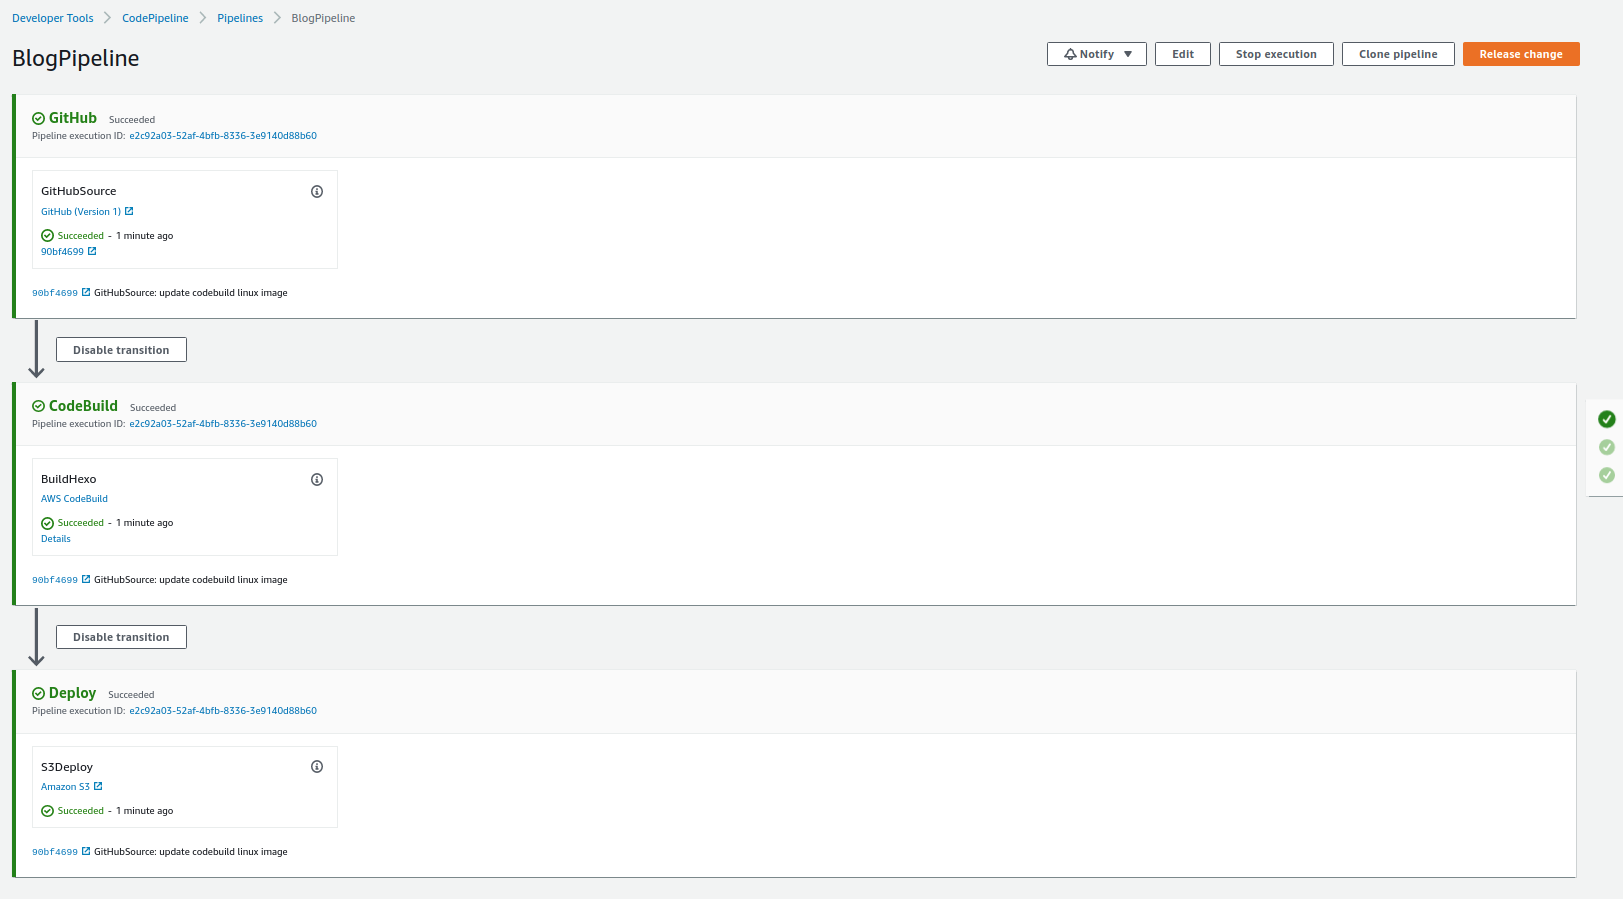 Developer Tools CodePipeline Pipelines BlogPipeline
BlogPipeline
Notify Edit Stop execution Clone pipeline Release change
GitHub Succeeded
Pipeline execution ID: e2c92a03-52af-4bfb-8336-3e9140d88b60
GitHubSource
GitHub (Version 1)
Succeeded - 1 minute ago
90bf4699
90bf4699 GitHubSource: update codebuild linux image
Disable transition
CodeBuild Succeeded
Pipeline execution ID: e2c92a03-52af-4bfb-8336-3e9140d88b60
BuildHexo
AWS CodeBuild
Succeeded - 1 minute ago
Details
90bf4699 GitHubSource: update codebuild linux image
Disable transition
Deploy Succeeded
Pipeline execution ID: e2c92a03-52af-4bfb-8336-3e9140d88b60
S3Deploy
Amazon S3
Succeeded - 1 minute ago
90bf4699 GitHubSource: update codebuild linux image